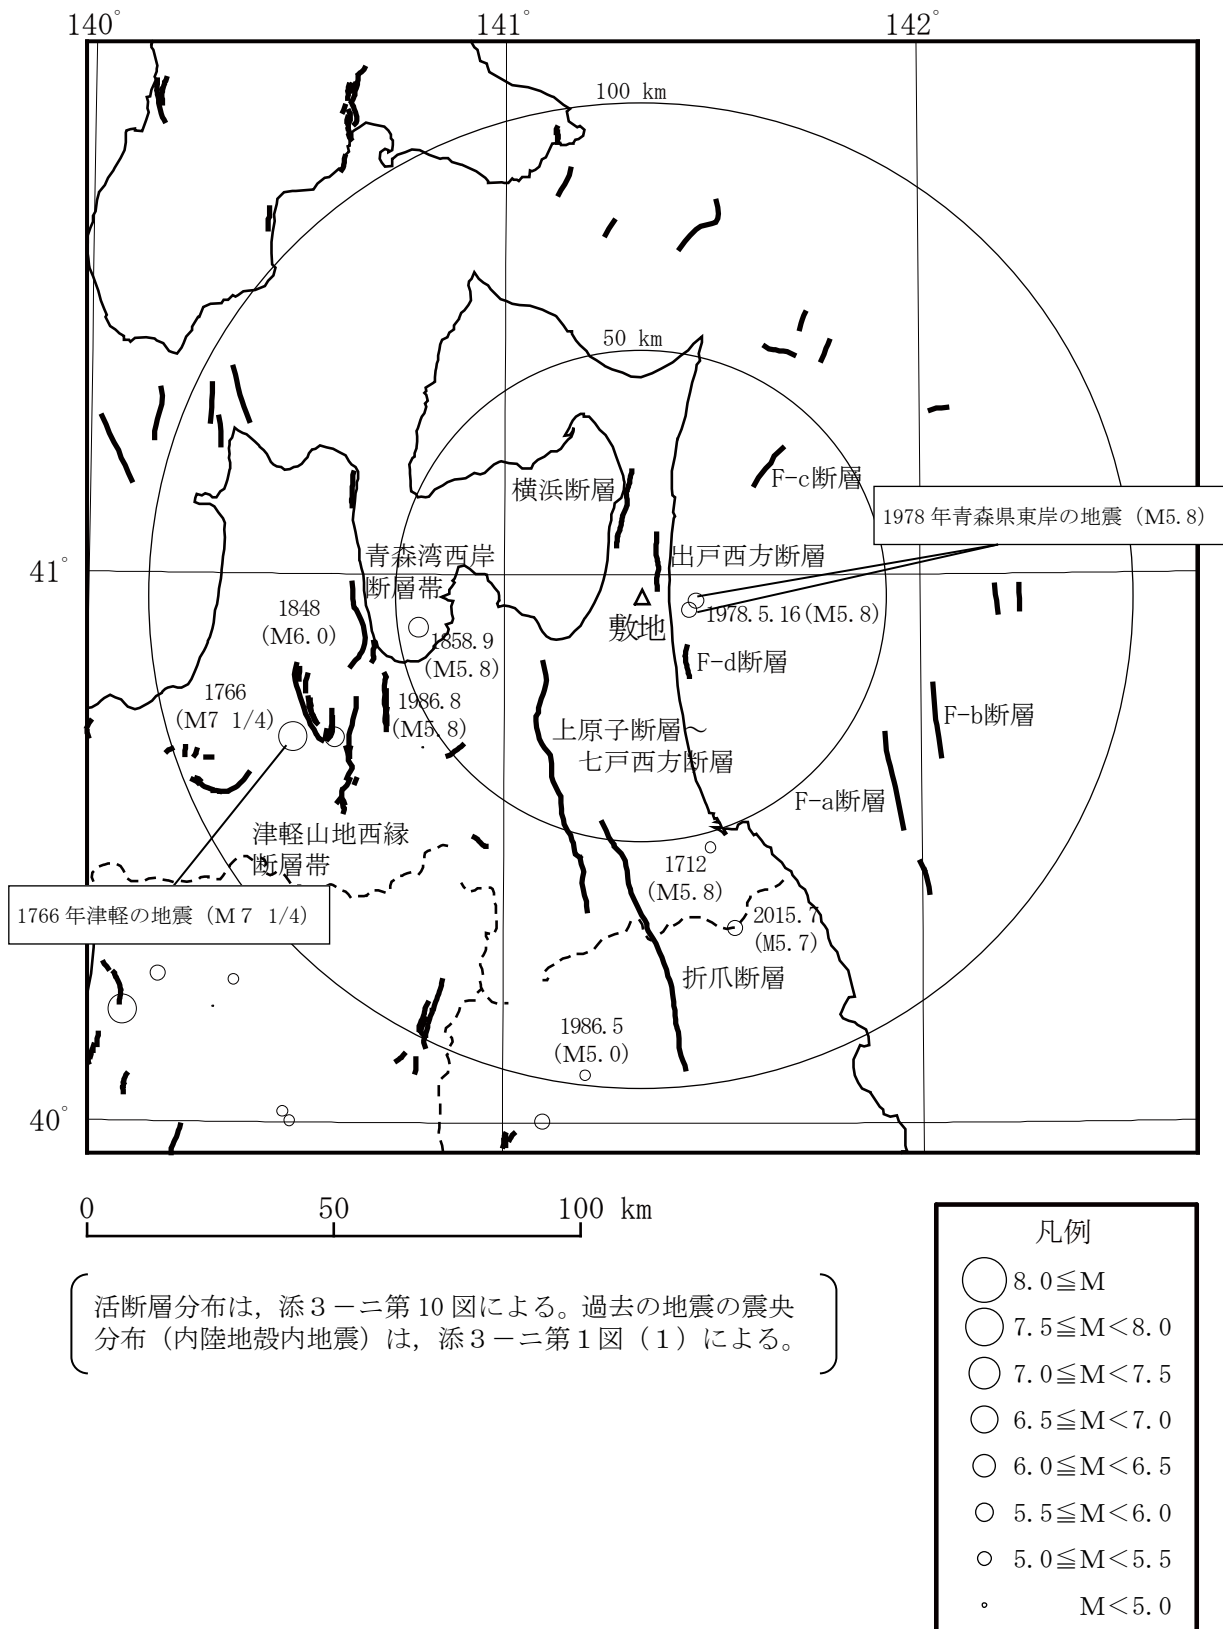 140° 141° 142°
100 km
50 km
横浜断層
F-c断層
1978 年青森県東岸の地震（M5.8）
青森湾西岸
断層帯
出戸西方断層
41°
1848
(M6.0)
敷地
1978.5.16(M5.8)
1858.9
(M5.8)
F-d断層
1766
(M7 1/4)
1986.8
(M5.8)
F-b断層
上原子断層～
七戸西方断層
F-a断層
津軽山地西縁
断層帯
1712
(M5.8)
1766 年津軽の地震（M７ 1/4）
2015.7
(M5.7)
折爪断層
1986.5
(M5.0)
40°
0 50 100 km
活断層分布は，添３－ニ第 10 図による。過去の地震の震央
分布（内陸地殻内地震）は，添３－ニ第１図（１）による。
凡例
8.0≦M
7.5≦M＜8.0
7.0≦M＜7.5
6.5≦M＜7.0
6.0≦M＜6.5
5.5≦M＜6.0
5.0≦M＜5.5
M＜5.0